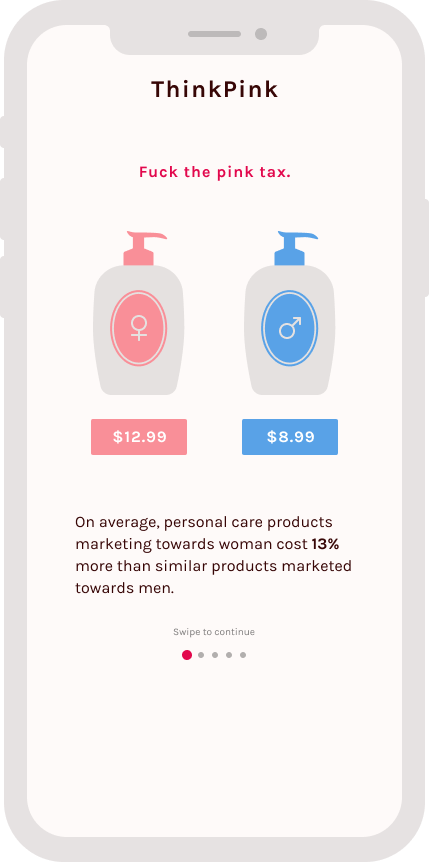 ThinkPink
Fuck the pink tax.
$12.99
$8.99
On average, personal care products
marketing towards woman cost 13%
more than similar products marketed
towards men.
Swipe to continue